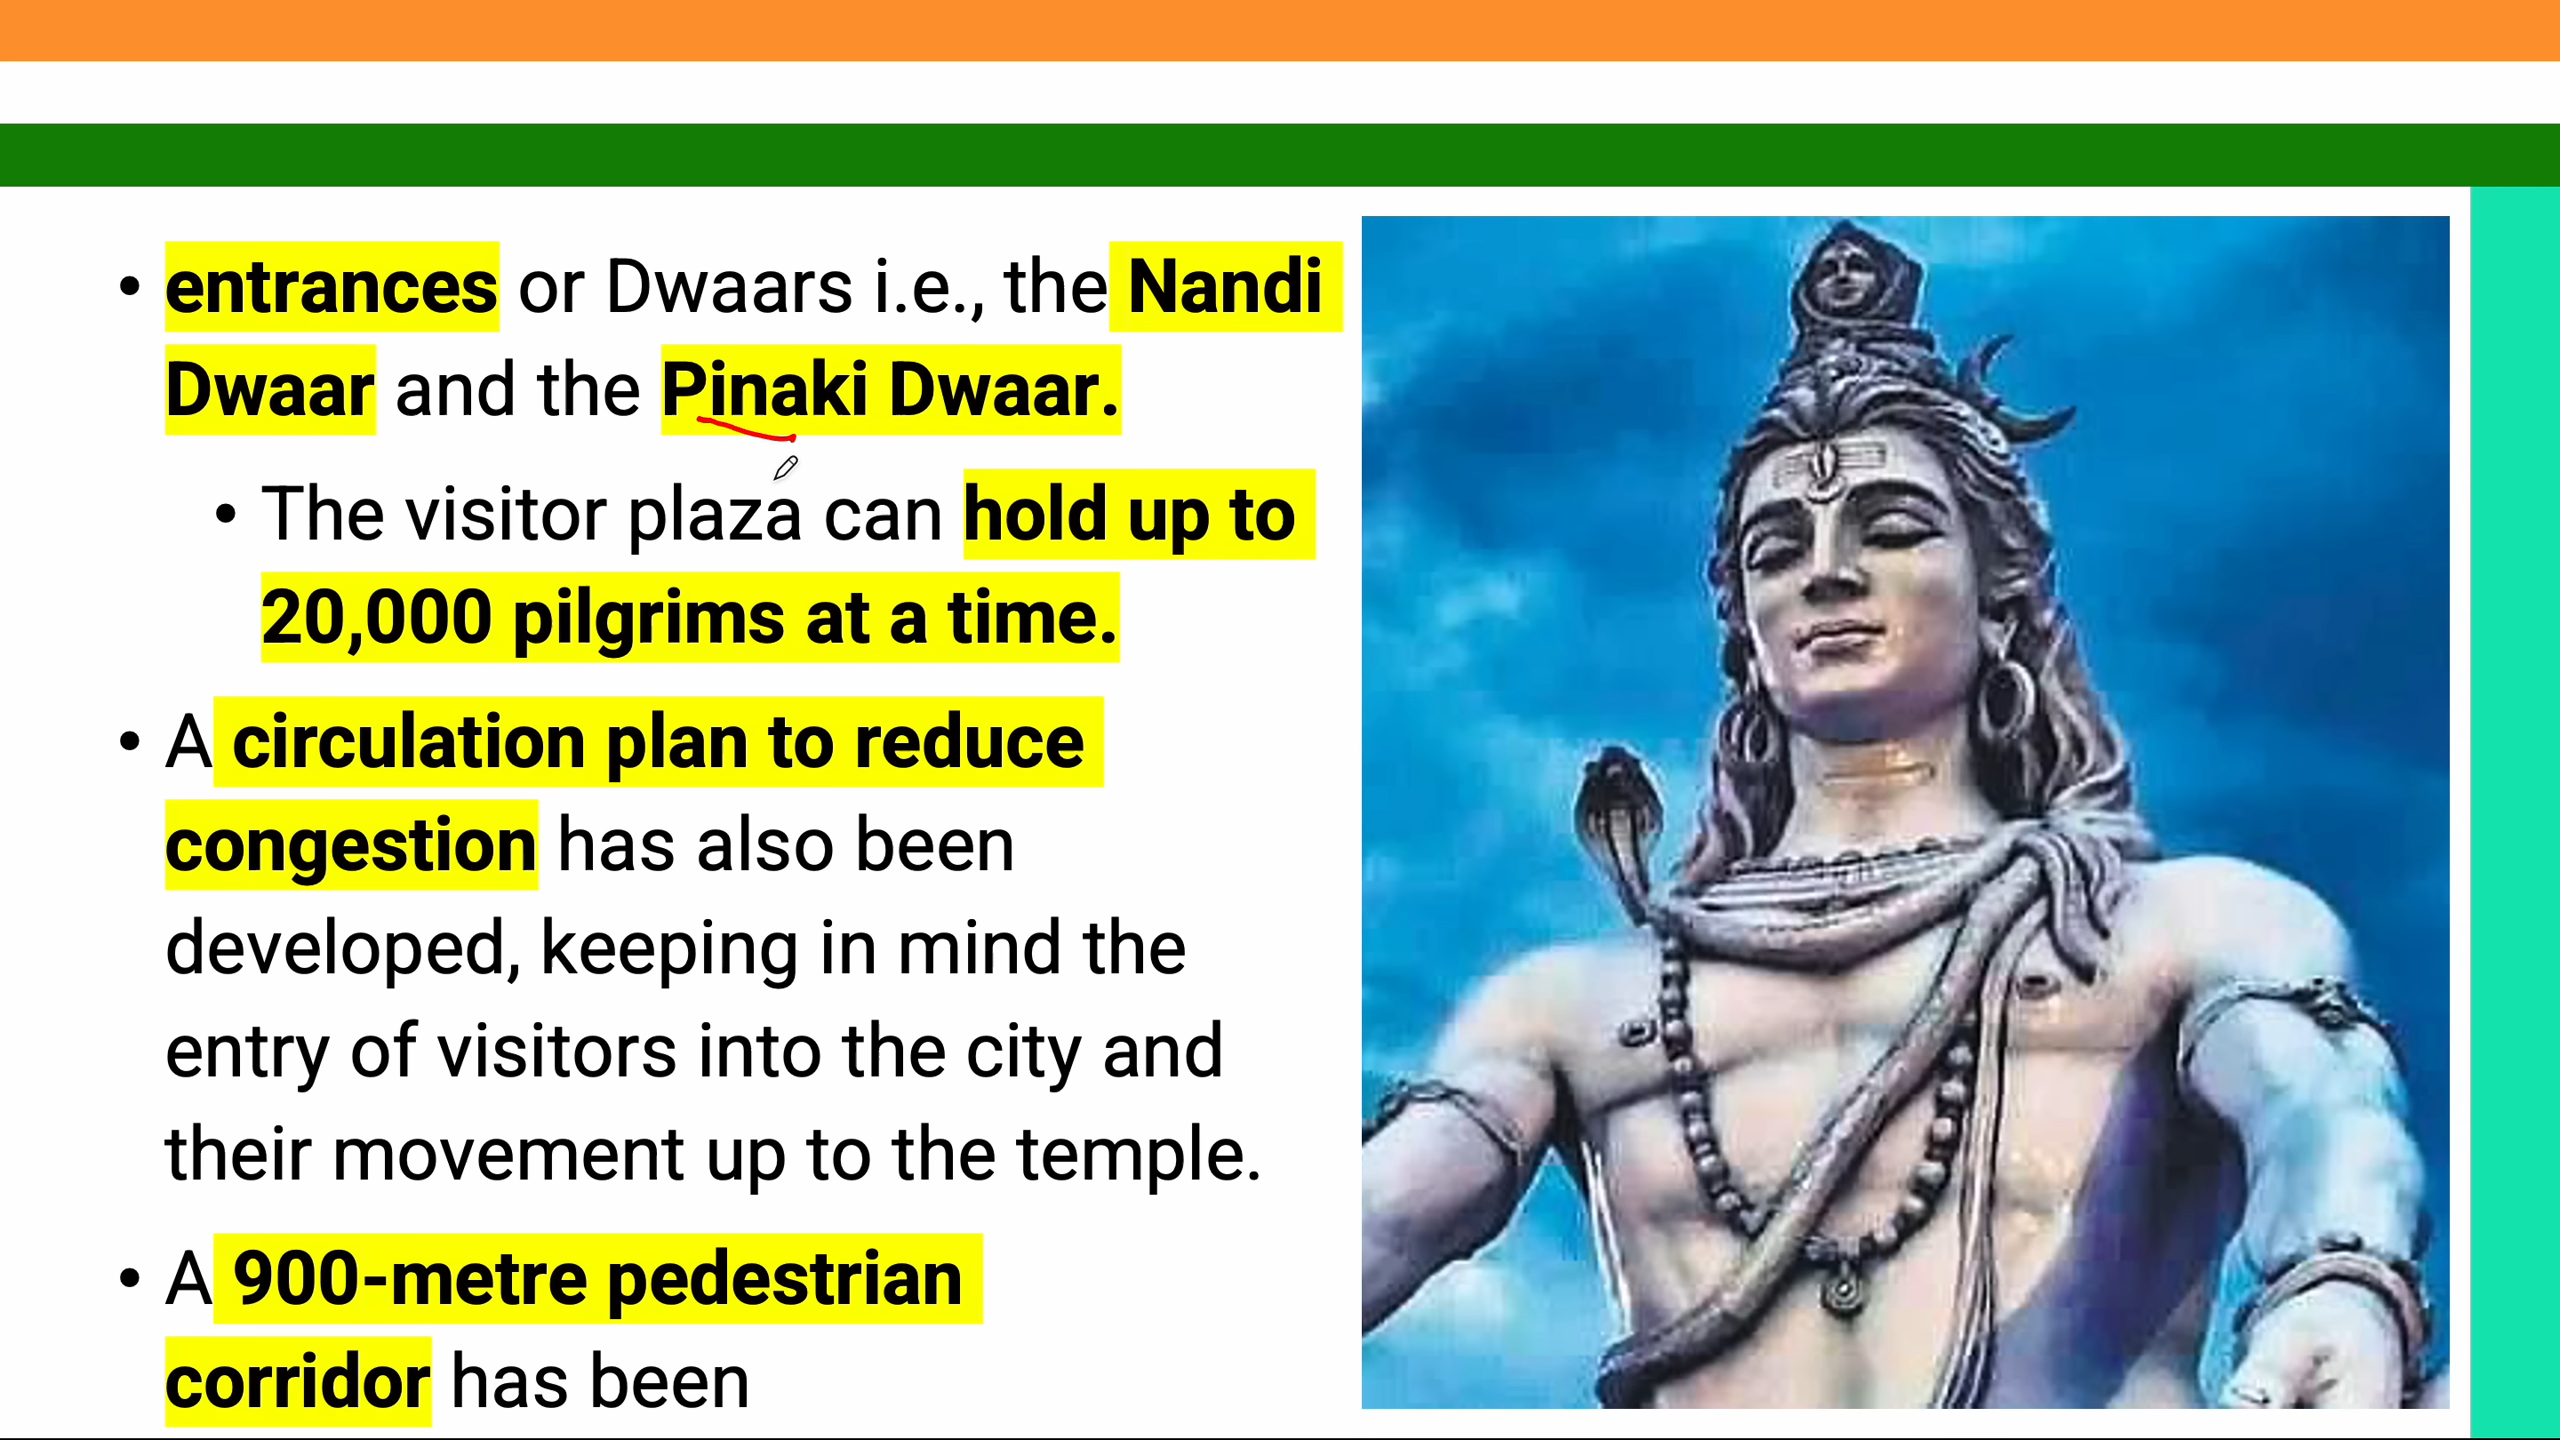 • entrances or Dwaars i.e., the Nandi
Dwaar and the Pinaki Dwaar.
• The visitor plaza can hold up to
20,000 pilgrims at a time.
• A circulation plan to reduce
congestion has also been
developed, keeping in mind the
entry of visitors into the city and
their movement up to the temple.
• A 900-metre pedestrian
corridor has been